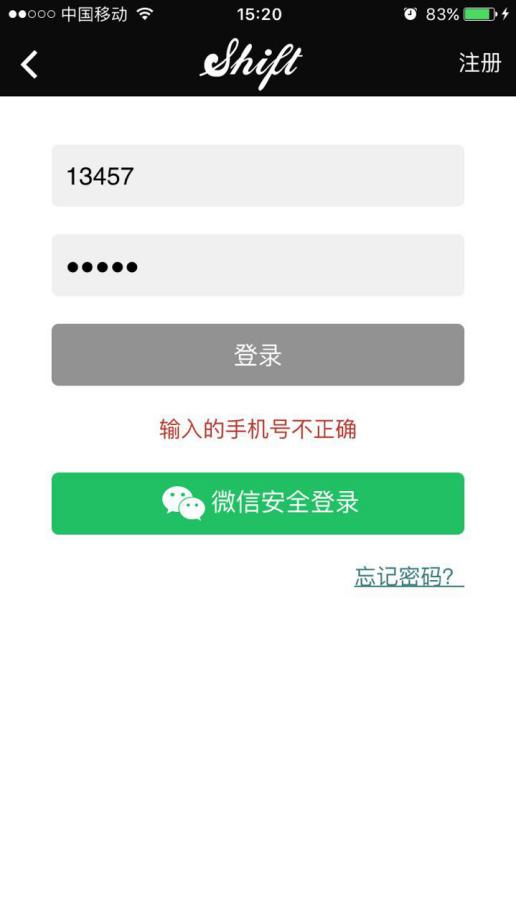 中国移动 15:20 83%
Shift 注册
13457
•••••
登录
输入的手机号不正确
微信安全登录
忘记密码？